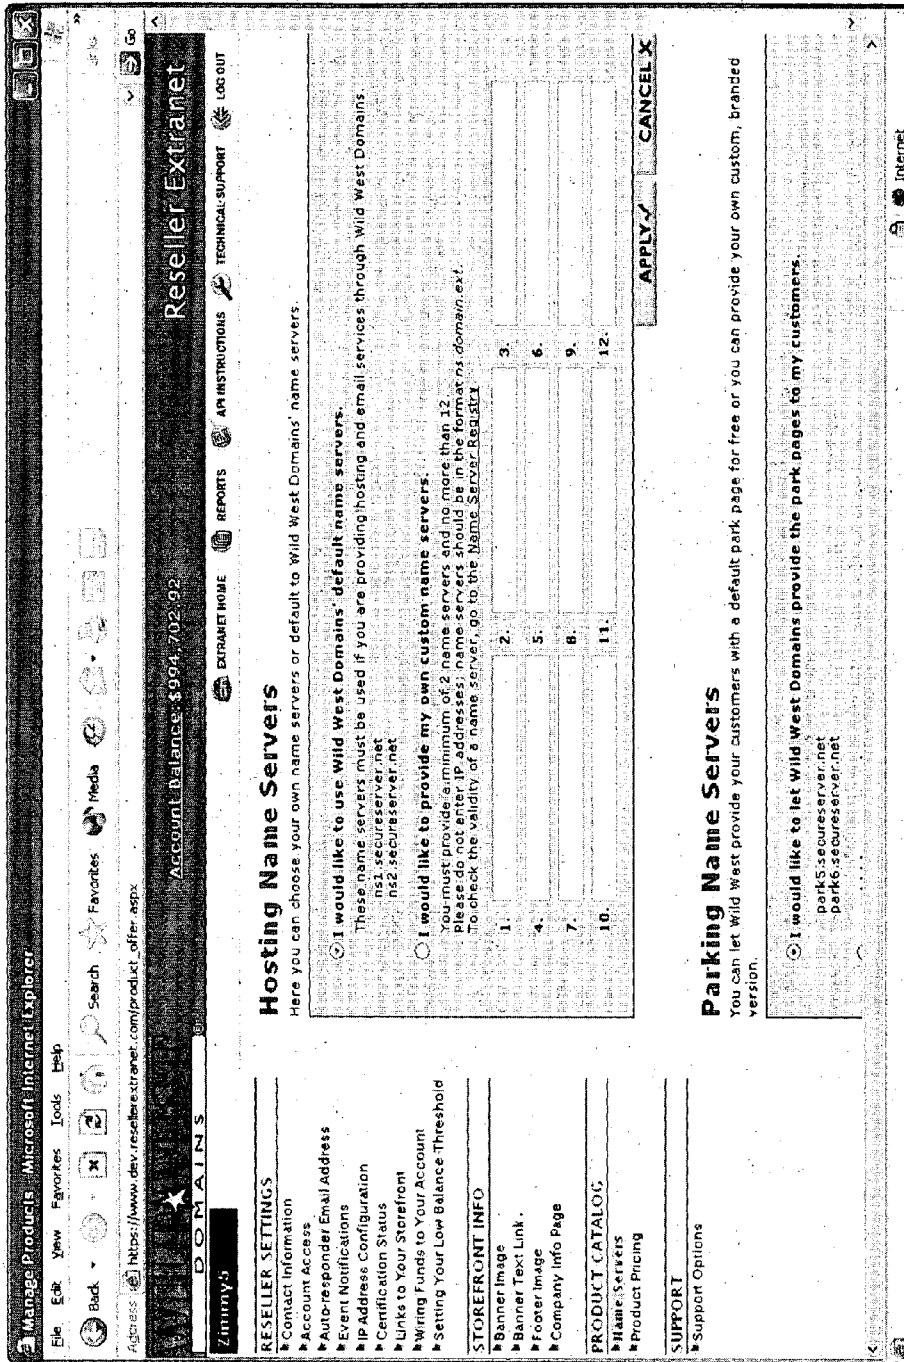 Manage Products - Microsoft Internet Explorer
File Edit View Favorites Tools Help
Back Search Favorites Media
Address https://www.dev.resellerextranet.com/product_offer.aspx Go
WILD WEST
DOMAINS
Account Balance: $994,702.92
Reseller Extranet
Zimmy5
EXTRANET HOME REPORTS API INSTRUCTIONS TECHNICAL SUPPORT LOG OUT
RESELLER SETTINGS
Contact Information
Account Access
Auto-responder Email Address
Event Notifications
IP Address Configuration
Certification Status
Links to Your Storefront
Wiring Funds to Your Account
Setting Your Low Balance Threshold
STOREFRONT INFO
Banner Image
Banner Text Link
Footer Image
Company Info Page
PRODUCT CATALOG
Name Servers
Product Pricing
SUPPORT
Support Options
Hosting Name Servers
Here you can choose your own name servers or default to Wild West Domains' name servers.
I would like to use Wild West Domains' default name servers.
These name servers must be used if you are providing hosting and email services through Wild West Domains.
ns1.secureserver.net
ns2.secureserver.net
I would like to provide my own custom name servers.
You must provide a minimum of 2 name servers and no more than 12.
Please do not enter IP addresses; name servers should be in the format ns.domain.ext.
To check the validity of a name server, go to the Name Server Registry
1. 2. 3.
4. 5. 6.
7. 8. 9.
10. 11. 12.
APPLY✓ CANCEL X
Parking Name Servers
You can let Wild West provide your customers with a default park page for free or you can provide your own custom, branded
version.
I would like to let Wild West Domains provide the park pages to my customers.
park5.secureserver.net
park6.secureserver.net
Internet